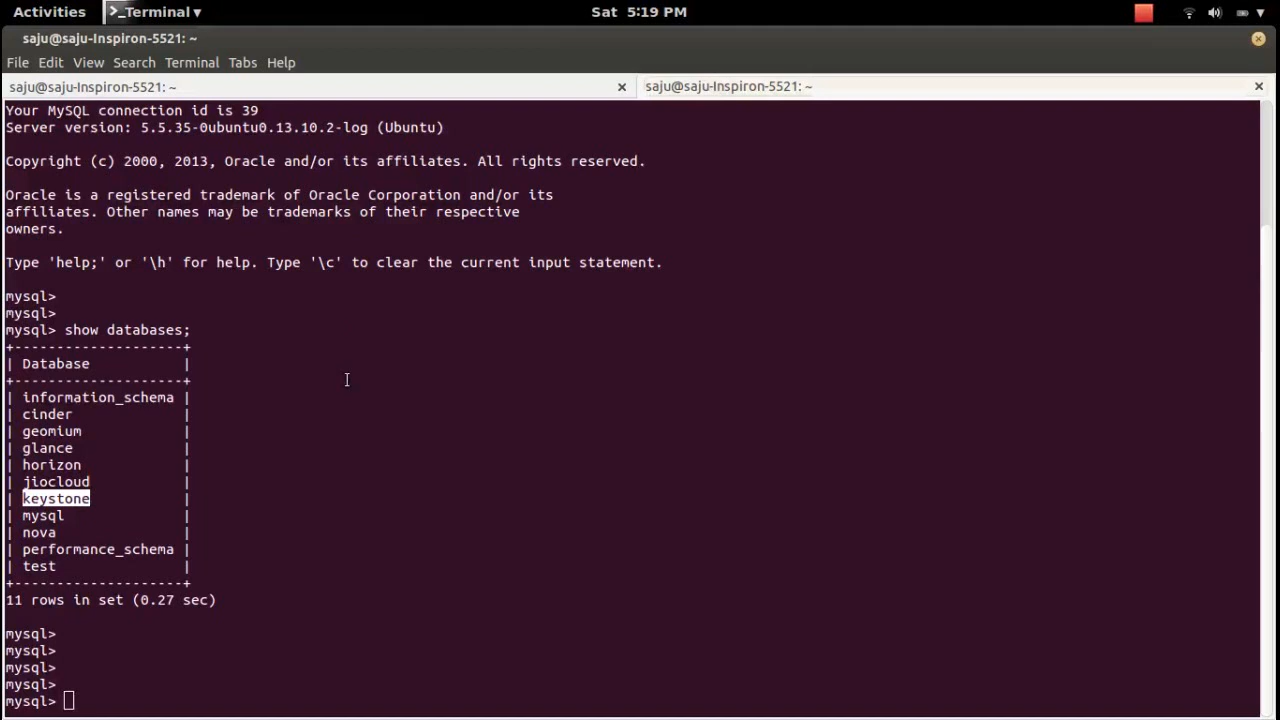 Activities >_Terminal▾ Sat 5:19 PM
saju@saju-Inspiron-5521: ~
File Edit View Search Terminal Tabs Help
saju@saju-Inspiron-5521: ~ × saju@saju-Inspiron-5521: ~ ×
Your MySQL connection id is 39
Server version: 5.5.35-0ubuntu0.13.10.2-log (Ubuntu)
Copyright (c) 2000, 2013, Oracle and/or its affiliates. All rights reserved.
Oracle is a registered trademark of Oracle Corporation and/or its
affiliates. Other names may be trademarks of their respective
owners.
Type 'help;' or '\h' for help. Type '\c' to clear the current input statement.
mysql>
mysql>
mysql> show databases;
+--------------------+
| Database           |
+--------------------+
| information_schema |
| cinder             |
| geomium            |
| glance             |
| horizon            |
| jiocloud           |
| keystone           |
| mysql              |
| nova               |
| performance_schema |
| test               |
+--------------------+
11 rows in set (0.27 sec)
mysql>
mysql>
mysql>
mysql>
mysql>